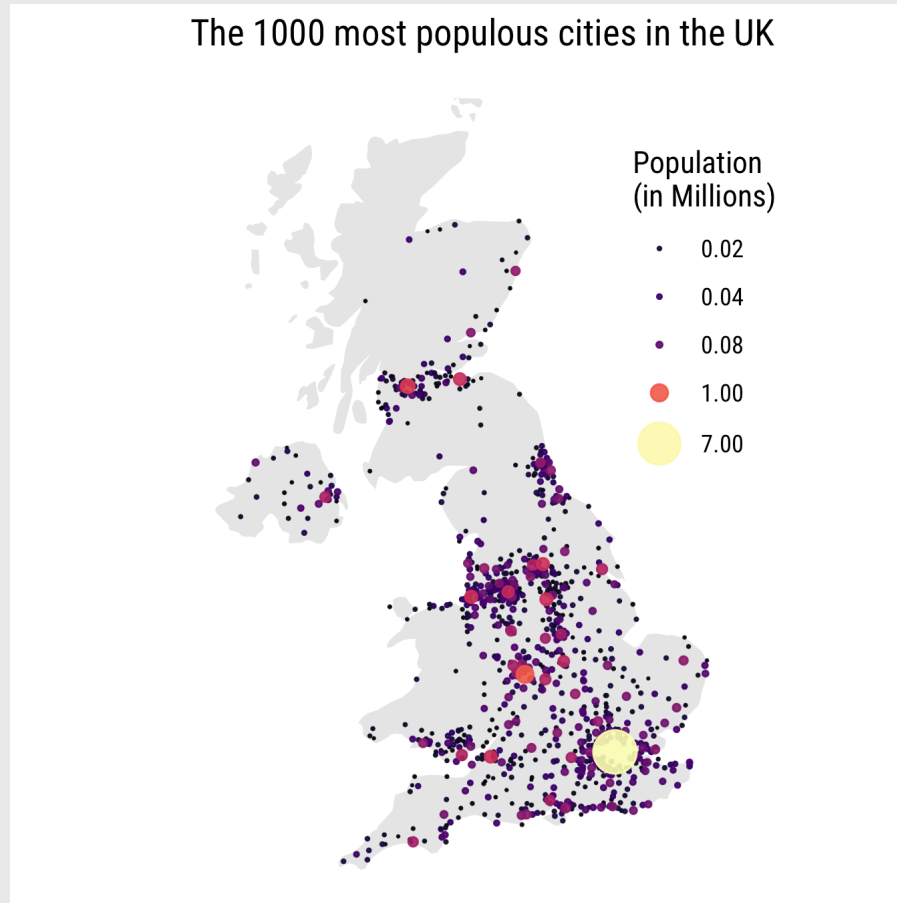 The 1000 most populous cities in the UK
Population
(in Millions)
0.02
0.04
0.08
1.00
7.00